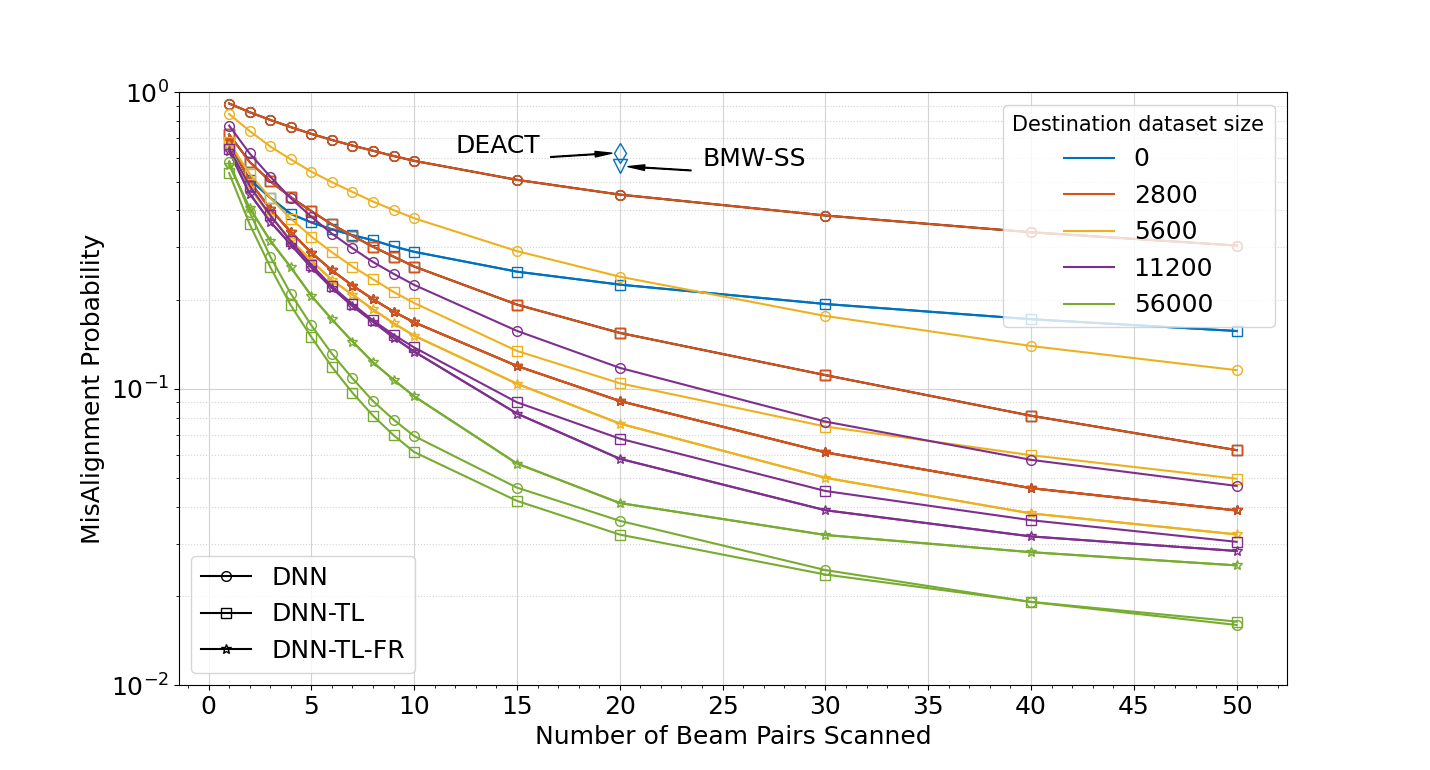 10^0
10^-1
10^-2
MisAlignment Probability
DEACT
BMW-SS
Destination dataset size
0
2800
5600
11200
56000
DNN
DNN-TL
DNN-TL-FR
0 5 10 15 20 25 30 35 40 45 50
Number of Beam Pairs Scanned